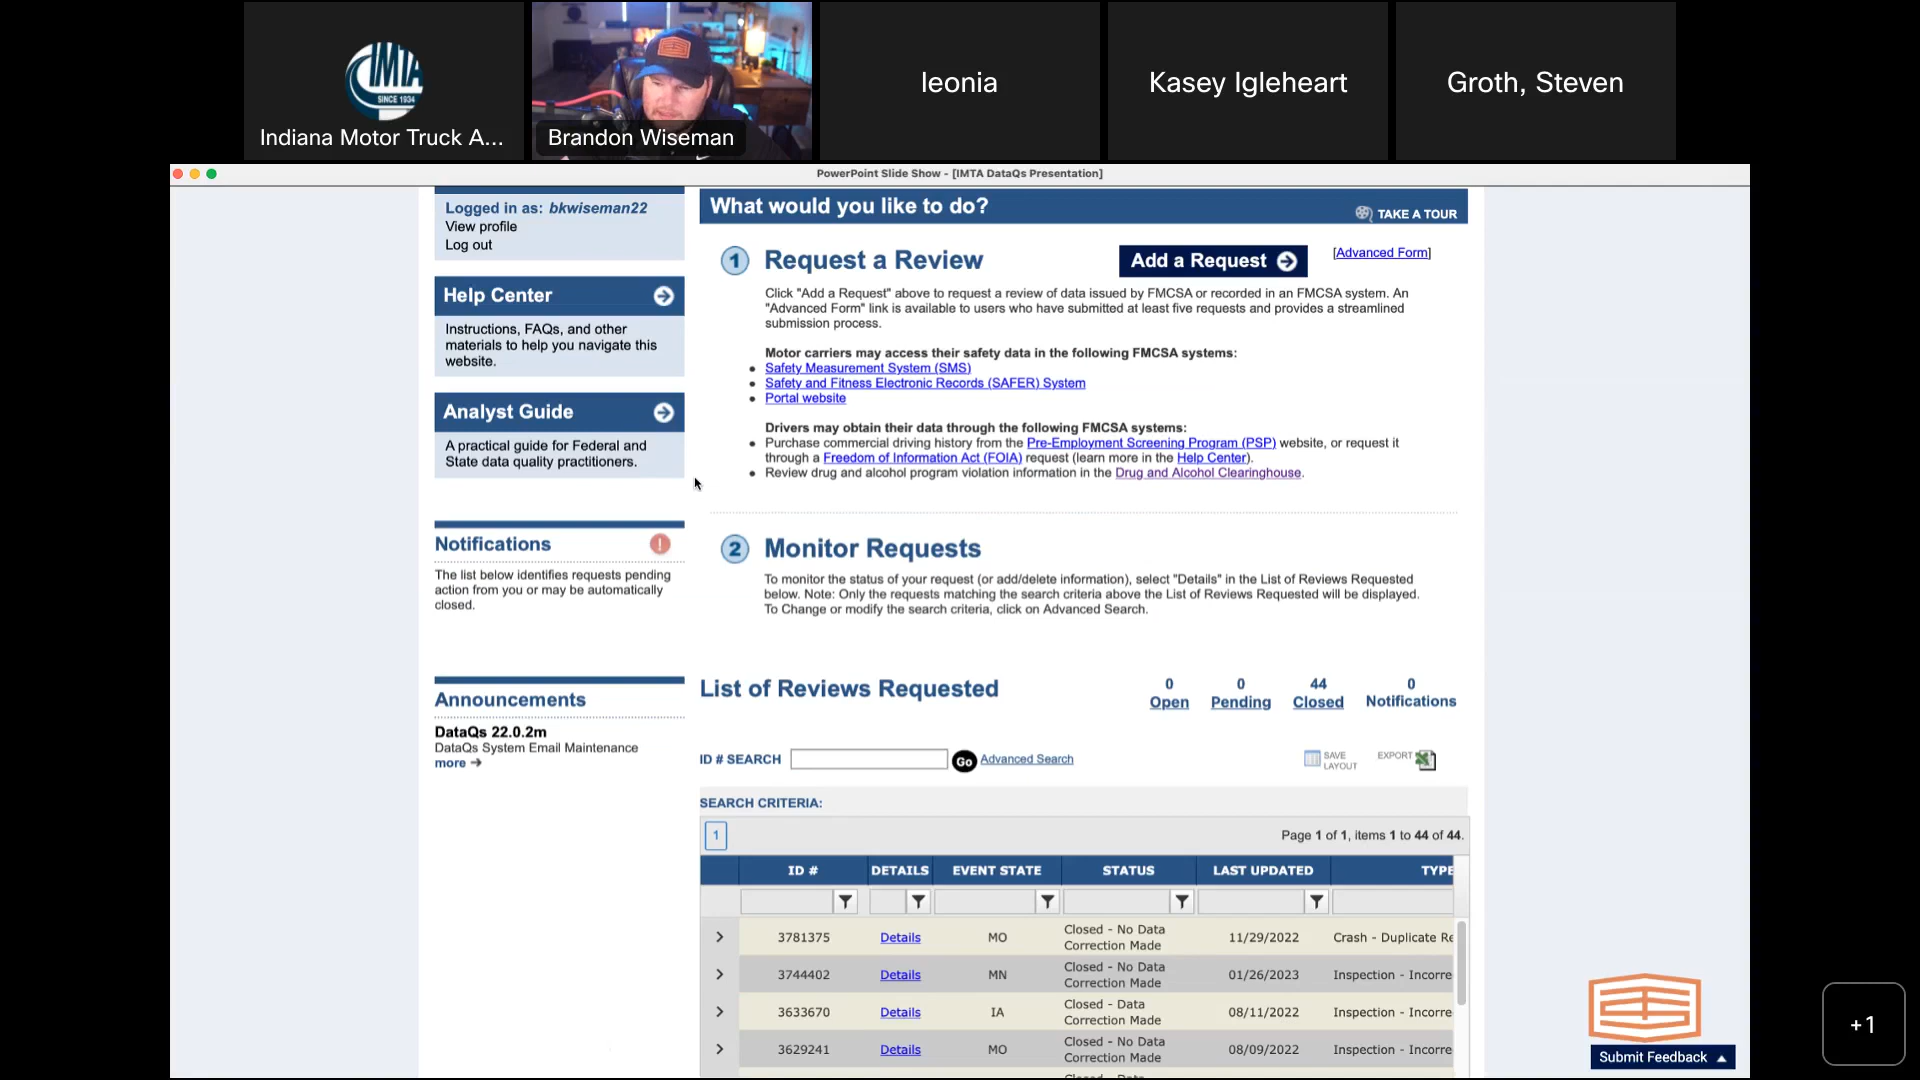 IMTA
SINCE 1934
Indiana Motor Truck A...
Brandon Wiseman
leonia
Kasey Igleheart
Groth, Steven
PowerPoint Slide Show - [IMTA DataQs Presentation]
Logged in as: bkwiseman22
View profile
Log out
Help Center
Instructions, FAQs, and other
materials to help you navigate this
website.
Analyst Guide
A practical guide for Federal and
State data quality practitioners.
Notifications
The list below identifies requests pending
action from you or may be automatically
closed.
Announcements
DataQs 22.0.2m
DataQs System Email Maintenance
more
What would you like to do?
TAKE A TOUR
1 Request a Review
Add a Request
[Advanced Form]
Click "Add a Request" above to request a review of data issued by FMCSA or recorded in an FMCSA system. An
"Advanced Form" link is available to users who have submitted at least five requests and provides a streamlined
submission process.
Motor carriers may access their safety data in the following FMCSA systems:
Safety Measurement System (SMS)
Safety and Fitness Electronic Records (SAFER) System
Portal website
Drivers may obtain their data through the following FMCSA systems:
Purchase commercial driving history from the Pre-Employment Screening Program (PSP) website, or request it
through a Freedom of Information Act (FOIA) request (learn more in the Help Center).
Review drug and alcohol program violation information in the Drug and Alcohol Clearinghouse.
2 Monitor Requests
To monitor the status of your request (or add/delete information), select "Details" in the List of Reviews Requested
below. Note: Only the requests matching the search criteria above the List of Reviews Requested will be displayed.
To Change or modify the search criteria, click on Advanced Search.
List of Reviews Requested
0 0 44 0
Open Pending Closed Notifications
ID # SEARCH Go Advanced Search
SAVE
LAYOUT
EXPORT
SEARCH CRITERIA:
1 Page 1 of 1, items 1 to 44 of 44.
ID # DETAILS EVENT STATE STATUS LAST UPDATED TYPE
3781375 Details MO Closed - No Data
Correction Made 11/29/2022 Crash - Duplicate Re
3744402 Details MN Closed - No Data
Correction Made 01/26/2023 Inspection - Incorre
3633670 Details IA Closed - Data
Correction Made 08/11/2022 Inspection - Incorre
3629241 Details MO Closed - No Data
Correction Made 08/09/2022 Inspection - Incorre
Submit Feedback
+1